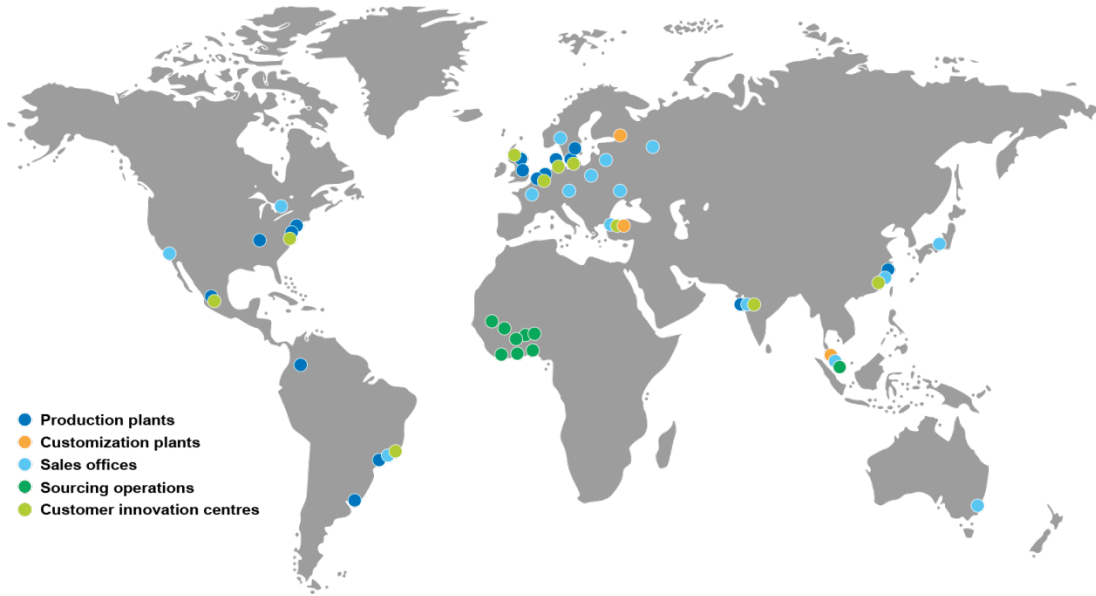 Production plants
Customization plants
Sales offices
Sourcing operations
Customer innovation centres